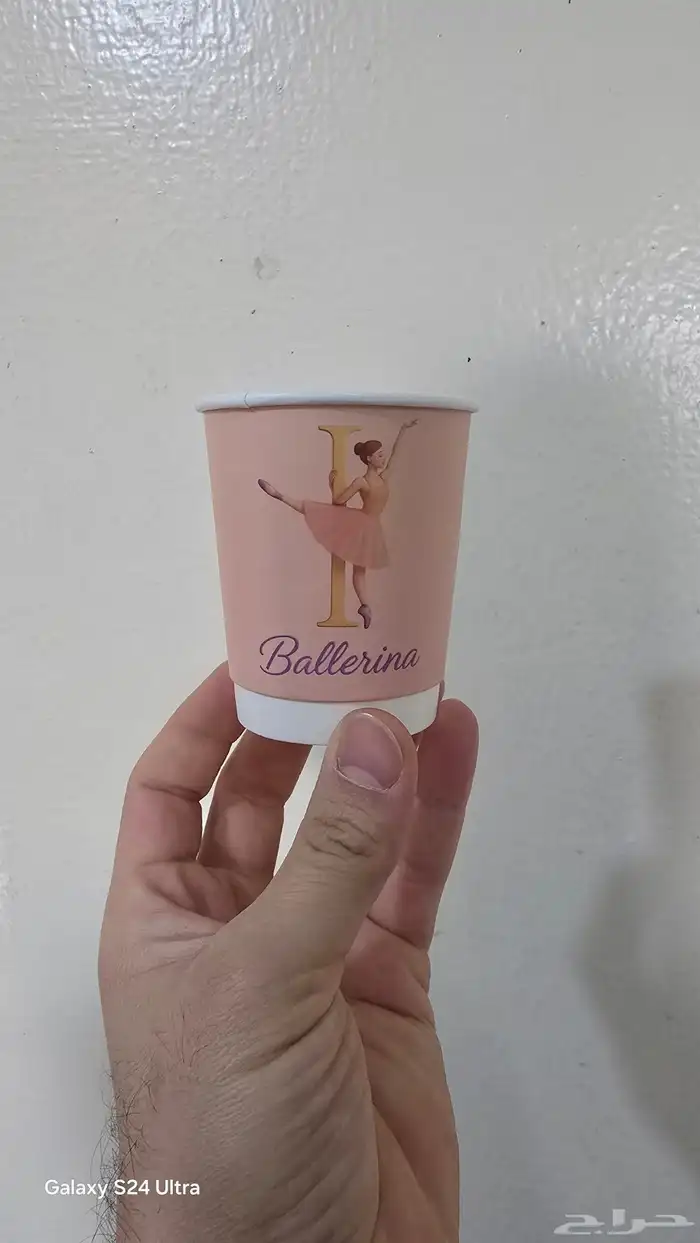 I
Ballerina
Galaxy S24 Ultra
حراج